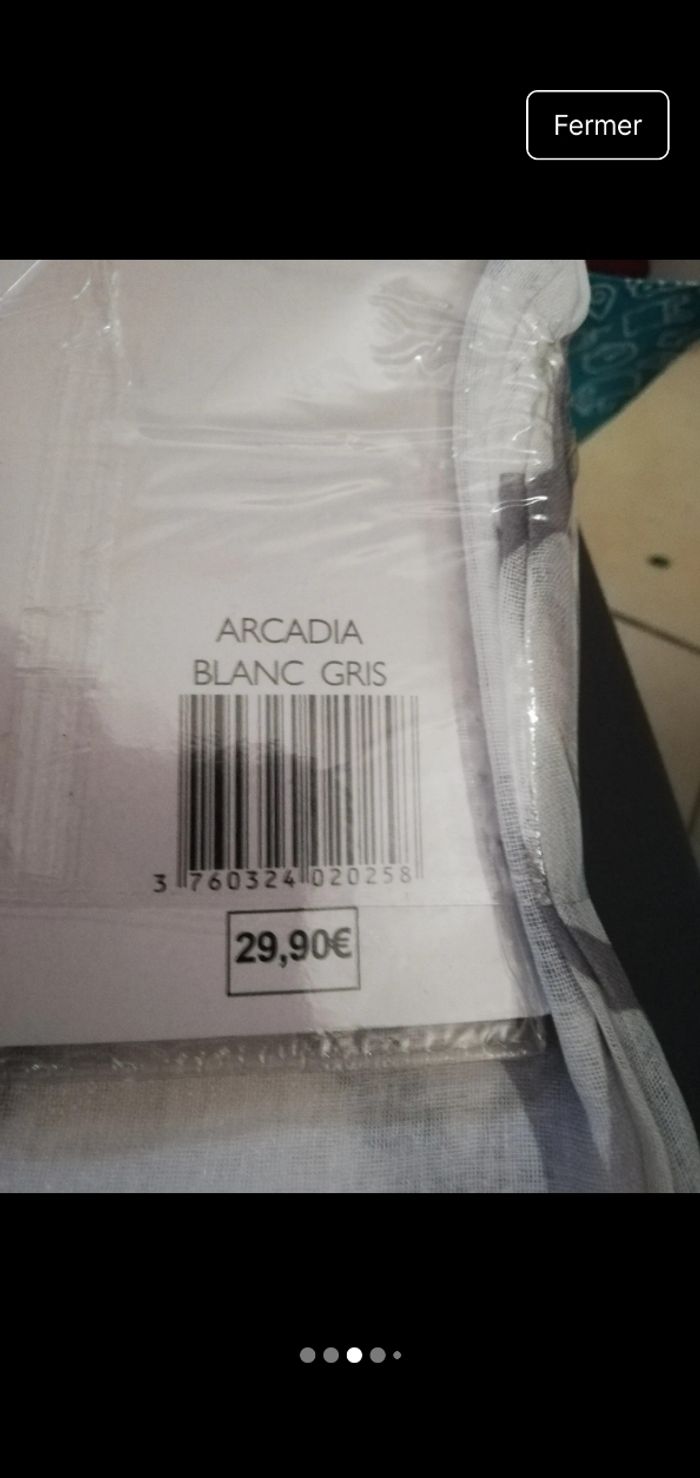 Fermer
ARCADIA
BLANC GRIS
3 760324 020258
29,90€